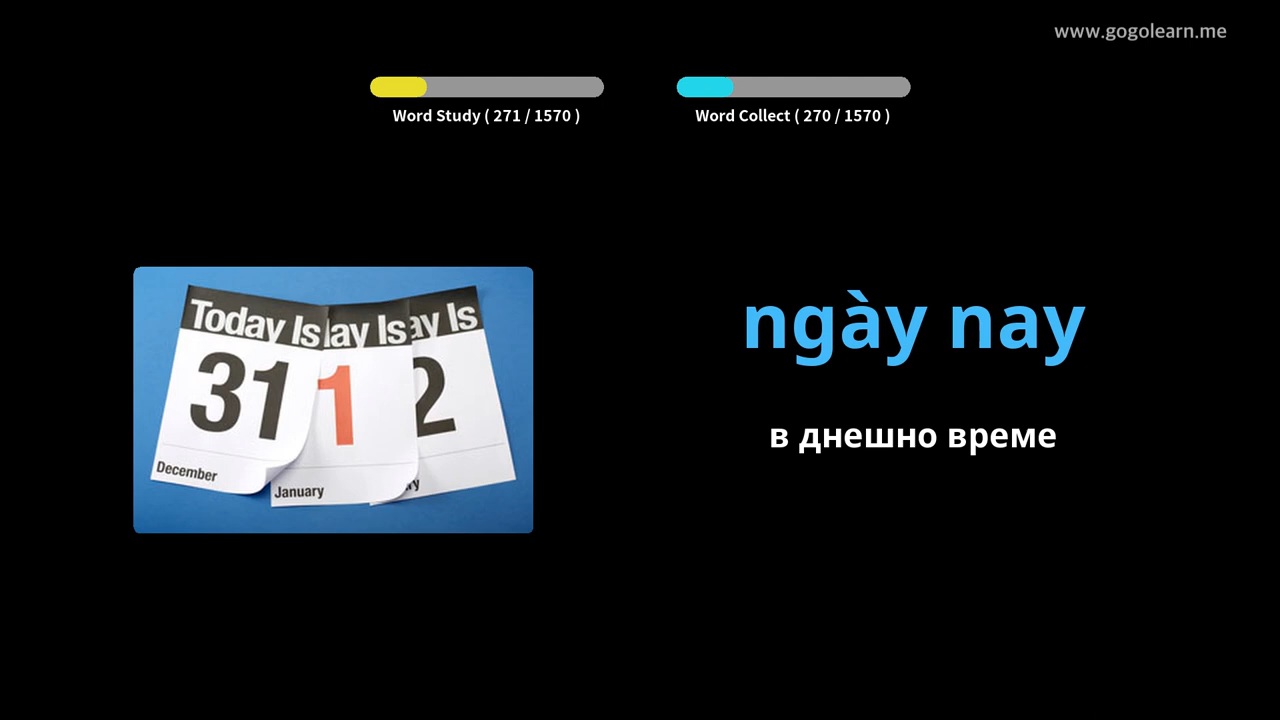 www.gogolearn.me
Word Study ( 271 / 1570 )
Word Collect ( 270 / 1570 )
Today Is
ay Is
ay Is
31
1
2
December
January
ry
ngày nay
в днешно време